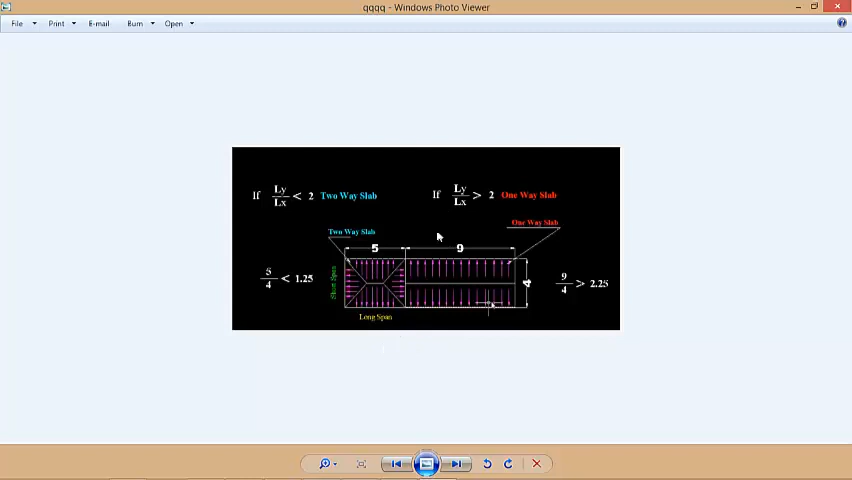 qqqq - Windows Photo Viewer
File Print E-mail Burn Open
If Ly/Lx < 2 Two Way Slab
If Ly/Lx > 2 One Way Slab
One Way Slab
Two Way Slab
5 9
5/4 < 1.25
Short Span
4
9/4 > 2.25
Long Span